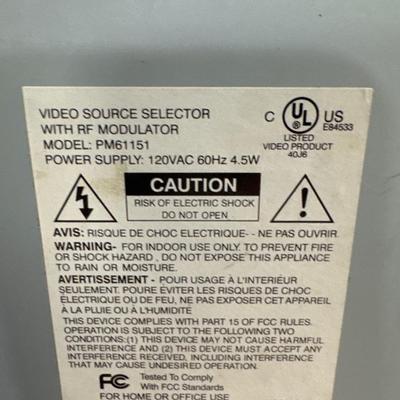 VIDEO SOURCE SELECTOR
WITH RF MODULATOR
MODEL: PM61151
POWER SUPPLY: 120VAC 60Hz 4.5W
C UL US
E84533
LISTED
VIDEO PRODUCT
40J6
CAUTION
RISK OF ELECTRIC SHOCK
DO NOT OPEN
AVIS: RISQUE DE CHOC ELECTRIQUE-- NE PAS OUVRIR
WARNING- FOR INDOOR USE ONLY. TO PREVENT FIRE
OR SHOCK HAZARD , DO NOT EXPOSE THIS APPLIANCE
TO RAIN OR MOISTURE.
AVERTISSEMENT - POUR USAGE À L'INTERIEUR
SEULEMENT. POURE ÉVITER LES RISQUES DE CHOC
ÉLECTRIQUE OU DE FEU, NE PAS EXPOSER CET APPAREIL
À LA PLUIE OU À L'HUMIDITÉ
THIS DEVICE COMPLIES WITH PART 15 OF FCC RULES.
OPERATION IS SUBJECT TO THE FOLLOWING TWO
CONDITIONS:(1) THIS DEVICE MAY NOT CAUSE HARMFUL
INTERFERENCE AND (2) THIS DEVICE MUST ACCEPT ANY
INTERFERENCE RECEIVED, INCLUDING INTERFERENCE
THAT MAY CAUSE UNDESIRED OPERATION.
FC Tested To Comply
With FCC Standards
FOR HOME OR OFFICE USE